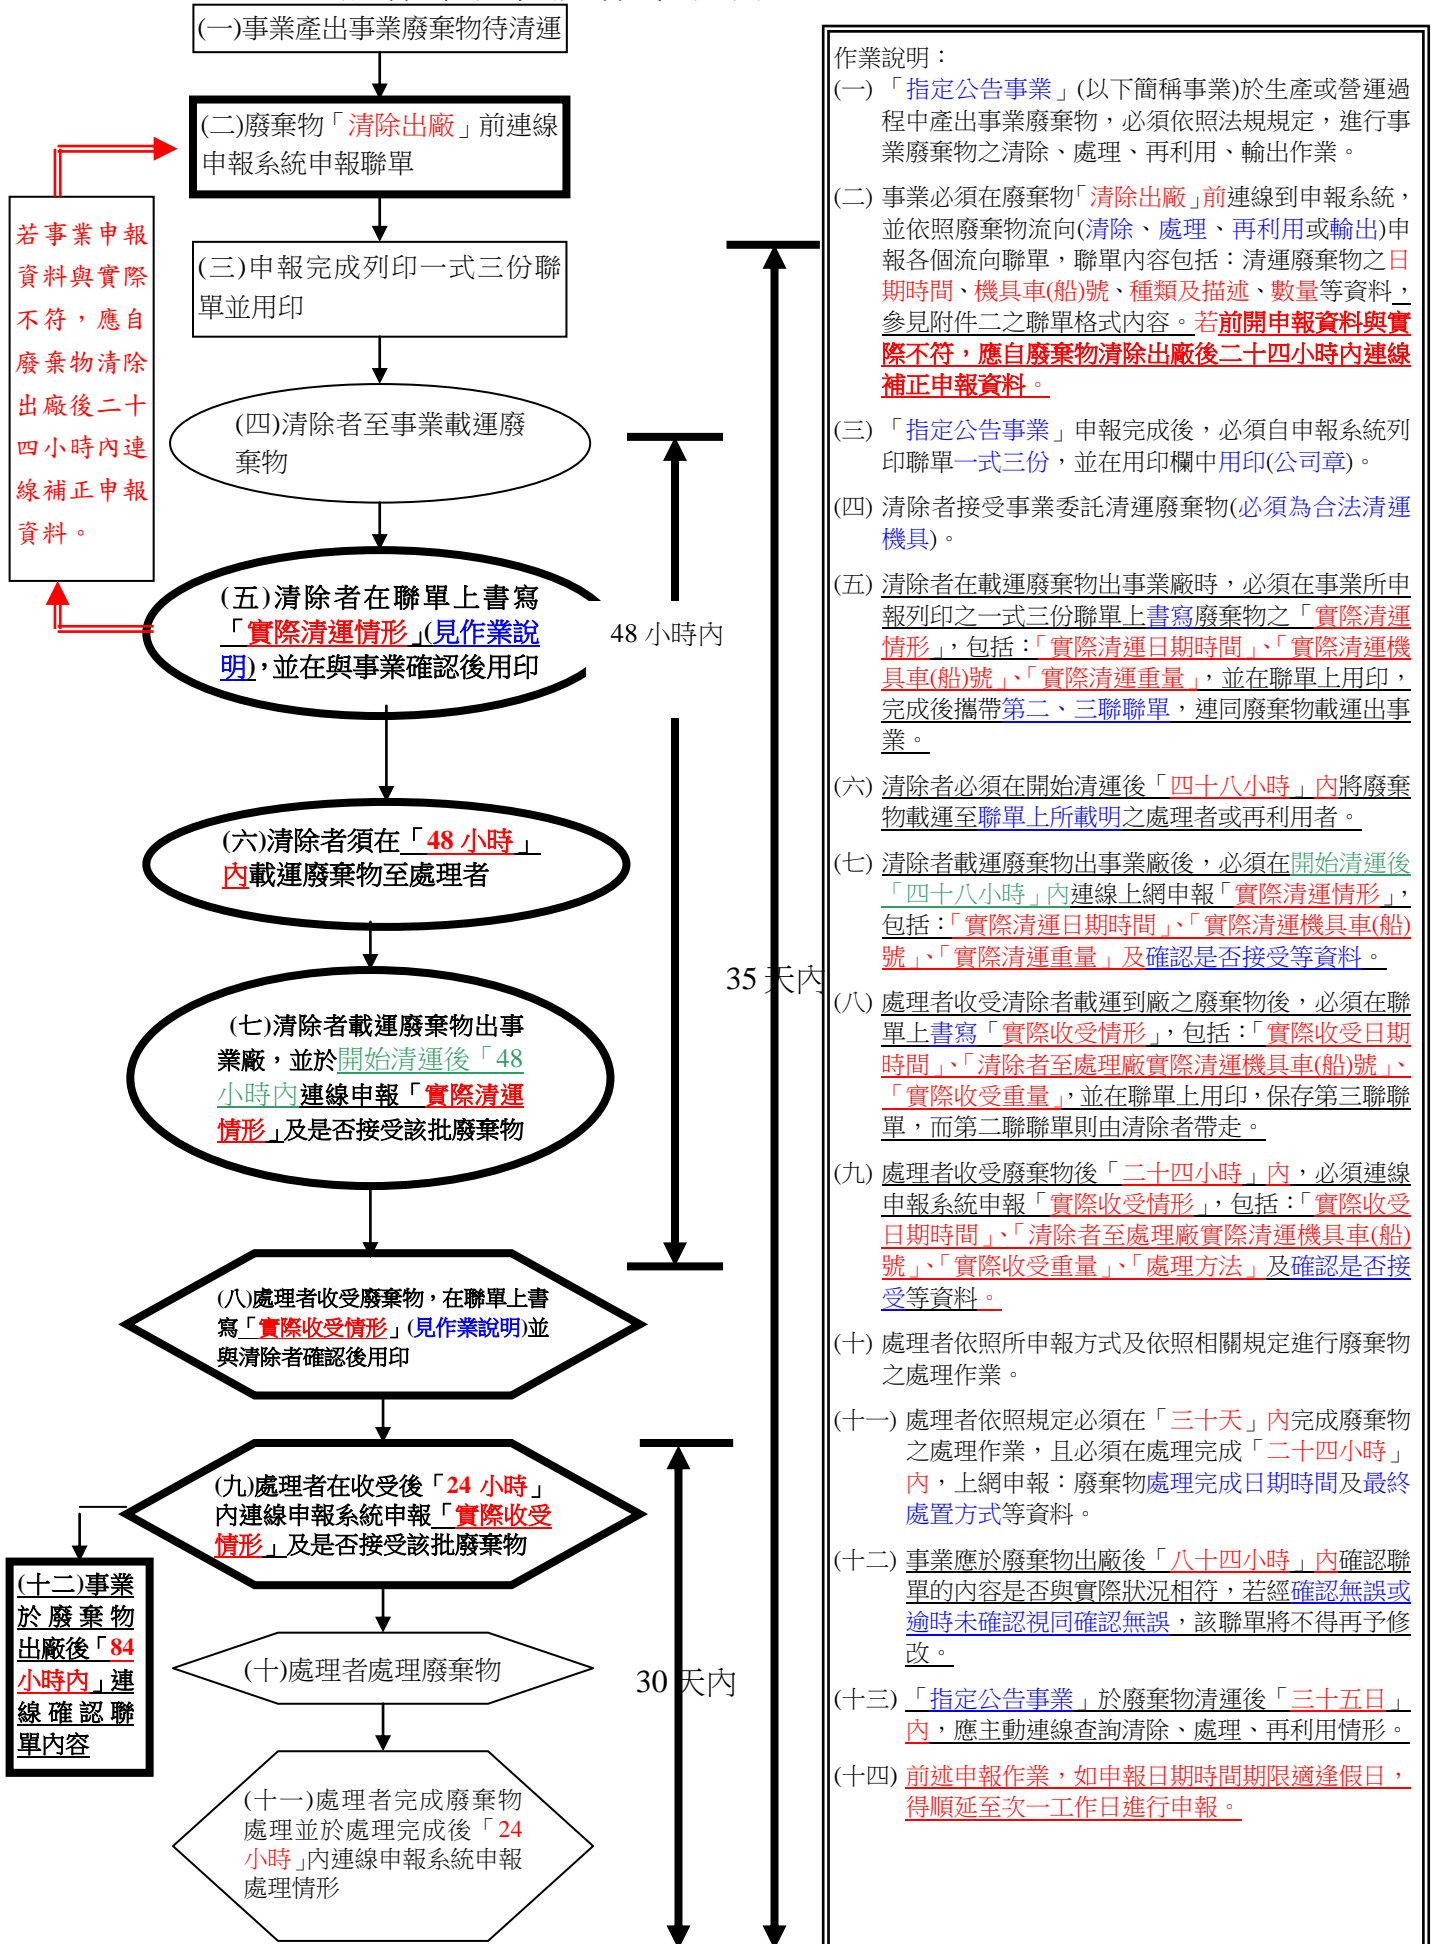 (一)事業產出事業廢棄物待清運
(二)廢棄物「清除出廠」前連線
申報系統申報聯單
若事業申報
資料與實際
不符，應自
廢棄物清除
出廠後二十
四小時內連
線補正申報
資料。
(三)申報完成列印一式三份聯
單並用印
(四)清除者至事業載運廢
棄物
(五)清除者在聯單上書寫
「實際清運情形」(見作業說
明)，並在與事業確認後用印
48 小時內
(六)清除者須在「48 小時」
內載運廢棄物至處理者
35 天內
(七)清除者載運廢棄物出事
業廠，並於開始清運後「48
小時內連線申報「實際清運
情形」及是否接受該批廢棄物
(八)處理者收受廢棄物，在聯單上書
寫「實際收受情形」(見作業說明)並
與清除者確認後用印
(九)處理者在收受後「24 小時」
內連線申報系統申報「實際收受
情形」及是否接受該批廢棄物
(十二)事業
於廢棄物
出廠後「84
小時內」連
線確認聯
單內容
(十)處理者處理廢棄物
30 天內
(十一)處理者完成廢棄物
處理並於處理完成後「24
小時」內連線申報系統申報
處理情形
作業說明：
(一) 「指定公告事業」(以下簡稱事業)於生產或營運過
程中產出事業廢棄物，必須依照法規規定，進行事
業廢棄物之清除、處理、再利用、輸出作業。
(二) 事業必須在廢棄物「清除出廠」前連線到申報系統，
並依照廢棄物流向(清除、處理、再利用或輸出)申
報各個流向聯單，聯單內容包括：清運廢棄物之日
期時間、機具車(船)號、種類及描述、數量等資料，
參見附件二之聯單格式內容。若前開申報資料與實
際不符，應自廢棄物清除出廠後二十四小時內連線
補正申報資料。
(三) 「指定公告事業」申報完成後，必須自申報系統列
印聯單一式三份，並在用印欄中用印(公司章)。
(四) 清除者接受事業委託清運廢棄物(必須為合法清運
機具)。
(五) 清除者在載運廢棄物出事業廠時，必須在事業所申
報列印之一式三份聯單上書寫廢棄物之「實際清運
情形」，包括：「實際清運日期時間」、「實際清運機
具車(船)號」、「實際清運重量」，並在聯單上用印，
完成後攜帶第二、三聯聯單，連同廢棄物載運出事
業。
(六) 清除者必須在開始清運後「四十八小時」內將廢棄
物載運至聯單上所載明之處理者或再利用者。
(七) 清除者載運廢棄物出事業廠後，必須在開始清運後
「四十八小時」內連線上網申報「實際清運情形」，
包括：「實際清運日期時間」、「實際清運機具車(船)
號」、「實際清運重量」及確認是否接受等資料。
(八) 處理者收受清除者載運到廠之廢棄物後，必須在聯
單上書寫「實際收受情形」，包括：「實際收受日期
時間」、「清除者至處理廠實際清運機具車(船)號」、
「實際收受重量」，並在聯單上用印，保存第三聯聯
單，而第二聯聯單則由清除者帶走。
(九) 處理者收受廢棄物後「二十四小時」內，必須連線
申報系統申報「實際收受情形」，包括：「實際收受
日期時間」、「清除者至處理廠實際清運機具車(船)
號」、「實際收受重量」、「處理方法」及確認是否接
受等資料。
(十) 處理者依照所申報方式及依照相關規定進行廢棄物
之處理作業。
(十一) 處理者依照規定必須在「三十天」內完成廢棄物
之處理作業，且必須在處理完成「二十四小時」
內，上網申報：廢棄物處理完成日期時間及最終
處置方式等資料。
(十二) 事業應於廢棄物出廠後「八十四小時」內確認聯
單的內容是否與實際狀況相符，若經確認無誤或
逾時未確認視同確認無誤，該聯單將不得再予修
改。
(十三) 「指定公告事業」於廢棄物清運後「三十五日」
內，應主動連線查詢清除、處理、再利用情形。
(十四) 前述申報作業，如申報日期時間期限適逢假日，
得順延至次一工作日進行申報。